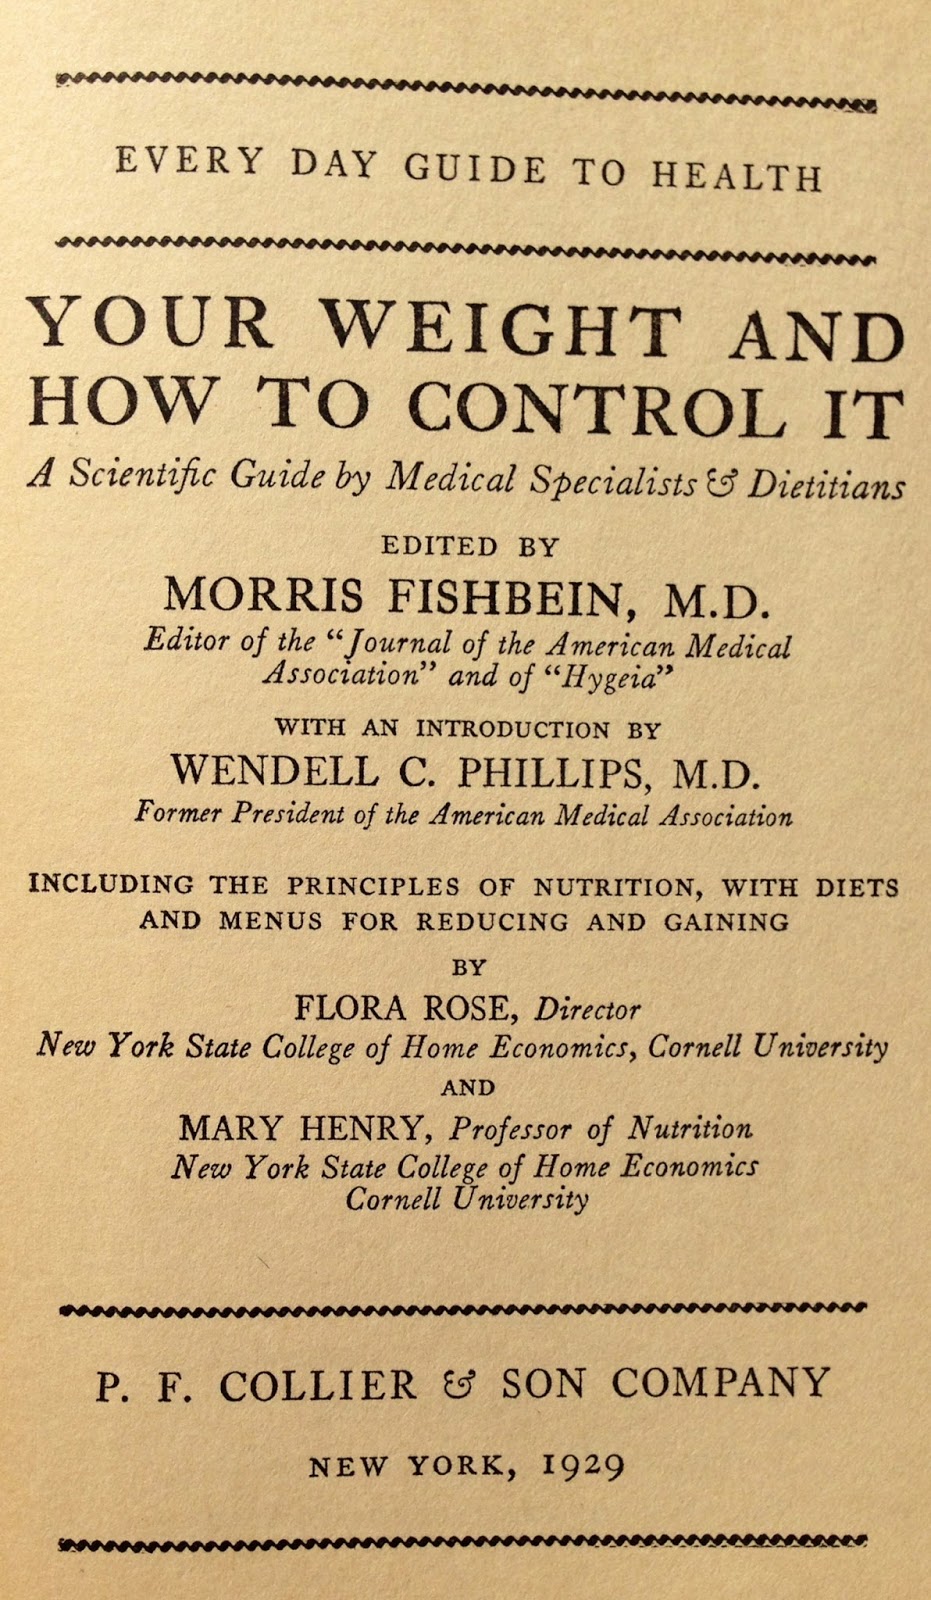 EVERY DAY GUIDE TO HEALTH
YOUR WEIGHT AND
HOW TO CONTROL IT
A Scientific Guide by Medical Specialists & Dietitians
EDITED BY
MORRIS FISHBEIN, M.D.
Editor of the “Journal of the American Medical
Association” and of “Hygeia”
WITH AN INTRODUCTION BY
WENDELL C. PHILLIPS, M.D.
Former President of the American Medical Association
INCLUDING THE PRINCIPLES OF NUTRITION, WITH DIETS
AND MENUS FOR REDUCING AND GAINING
BY
FLORA ROSE, Director
New York State College of Home Economics, Cornell University
AND
MARY HENRY, Professor of Nutrition
New York State College of Home Economics
Cornell University
P. F. COLLIER & SON COMPANY
NEW YORK, 1929